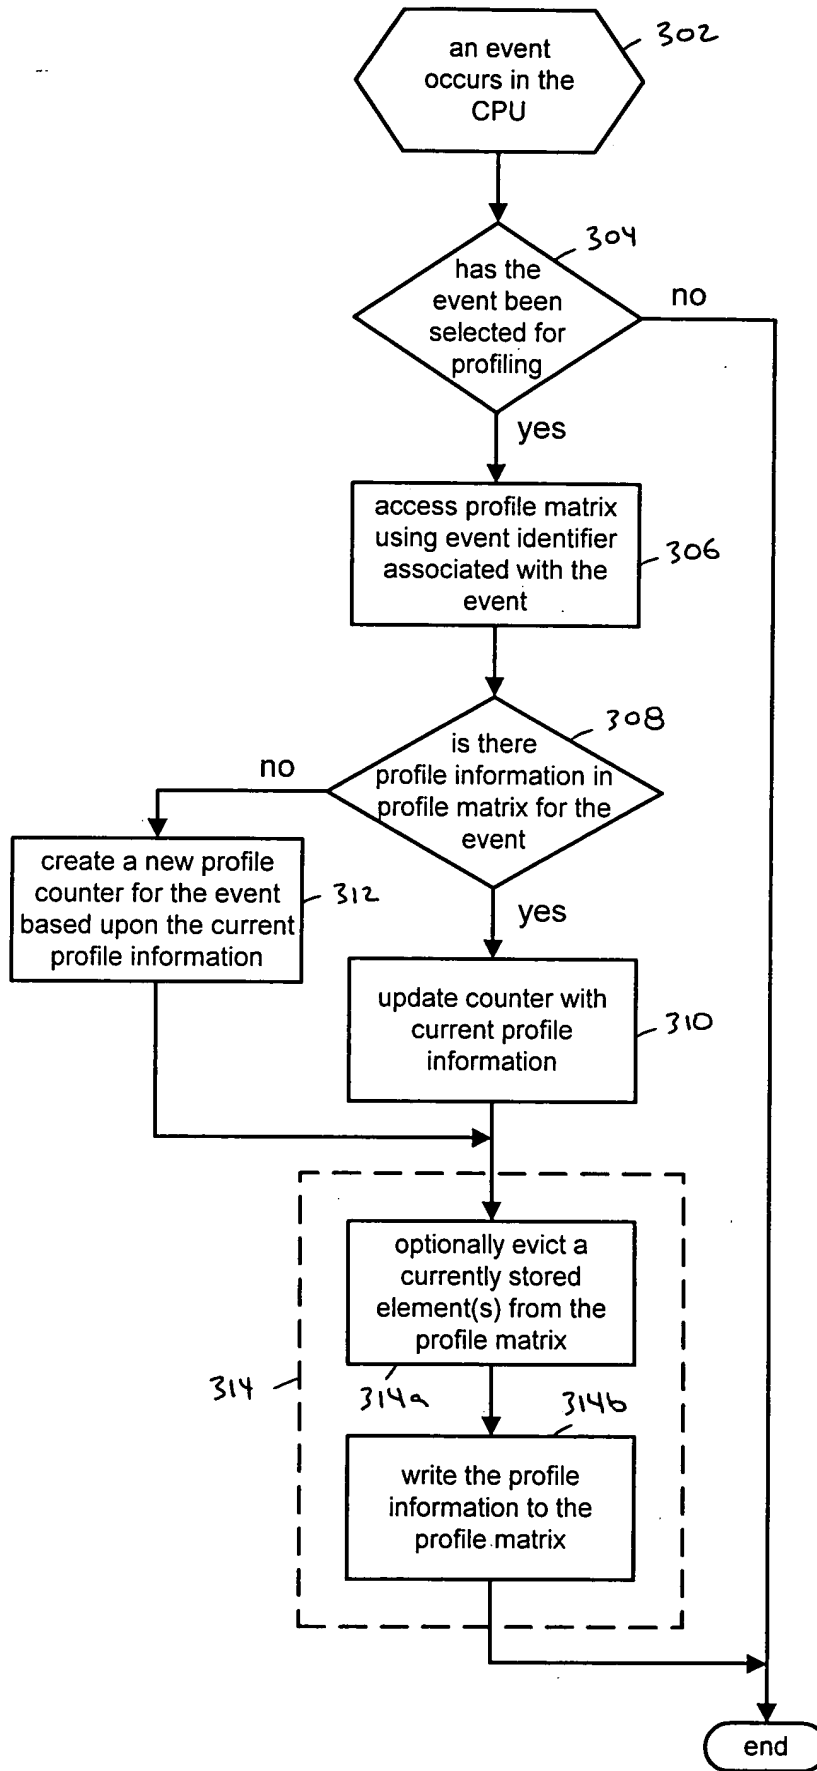 an event
occurs in the
CPU
302
304
has the
event been
selected for
profiling
no
yes
access profile matrix
using event identifier
associated with the
event
306
308
is there
profile information in
profile matrix for the
event
no
create a new profile
counter for the event
based upon the current
profile information
312
yes
update counter with
current profile
information
310
optionally evict a
currently stored
element(s) from the
profile matrix
314
314a
314b
write the profile
information to the
profile matrix
end